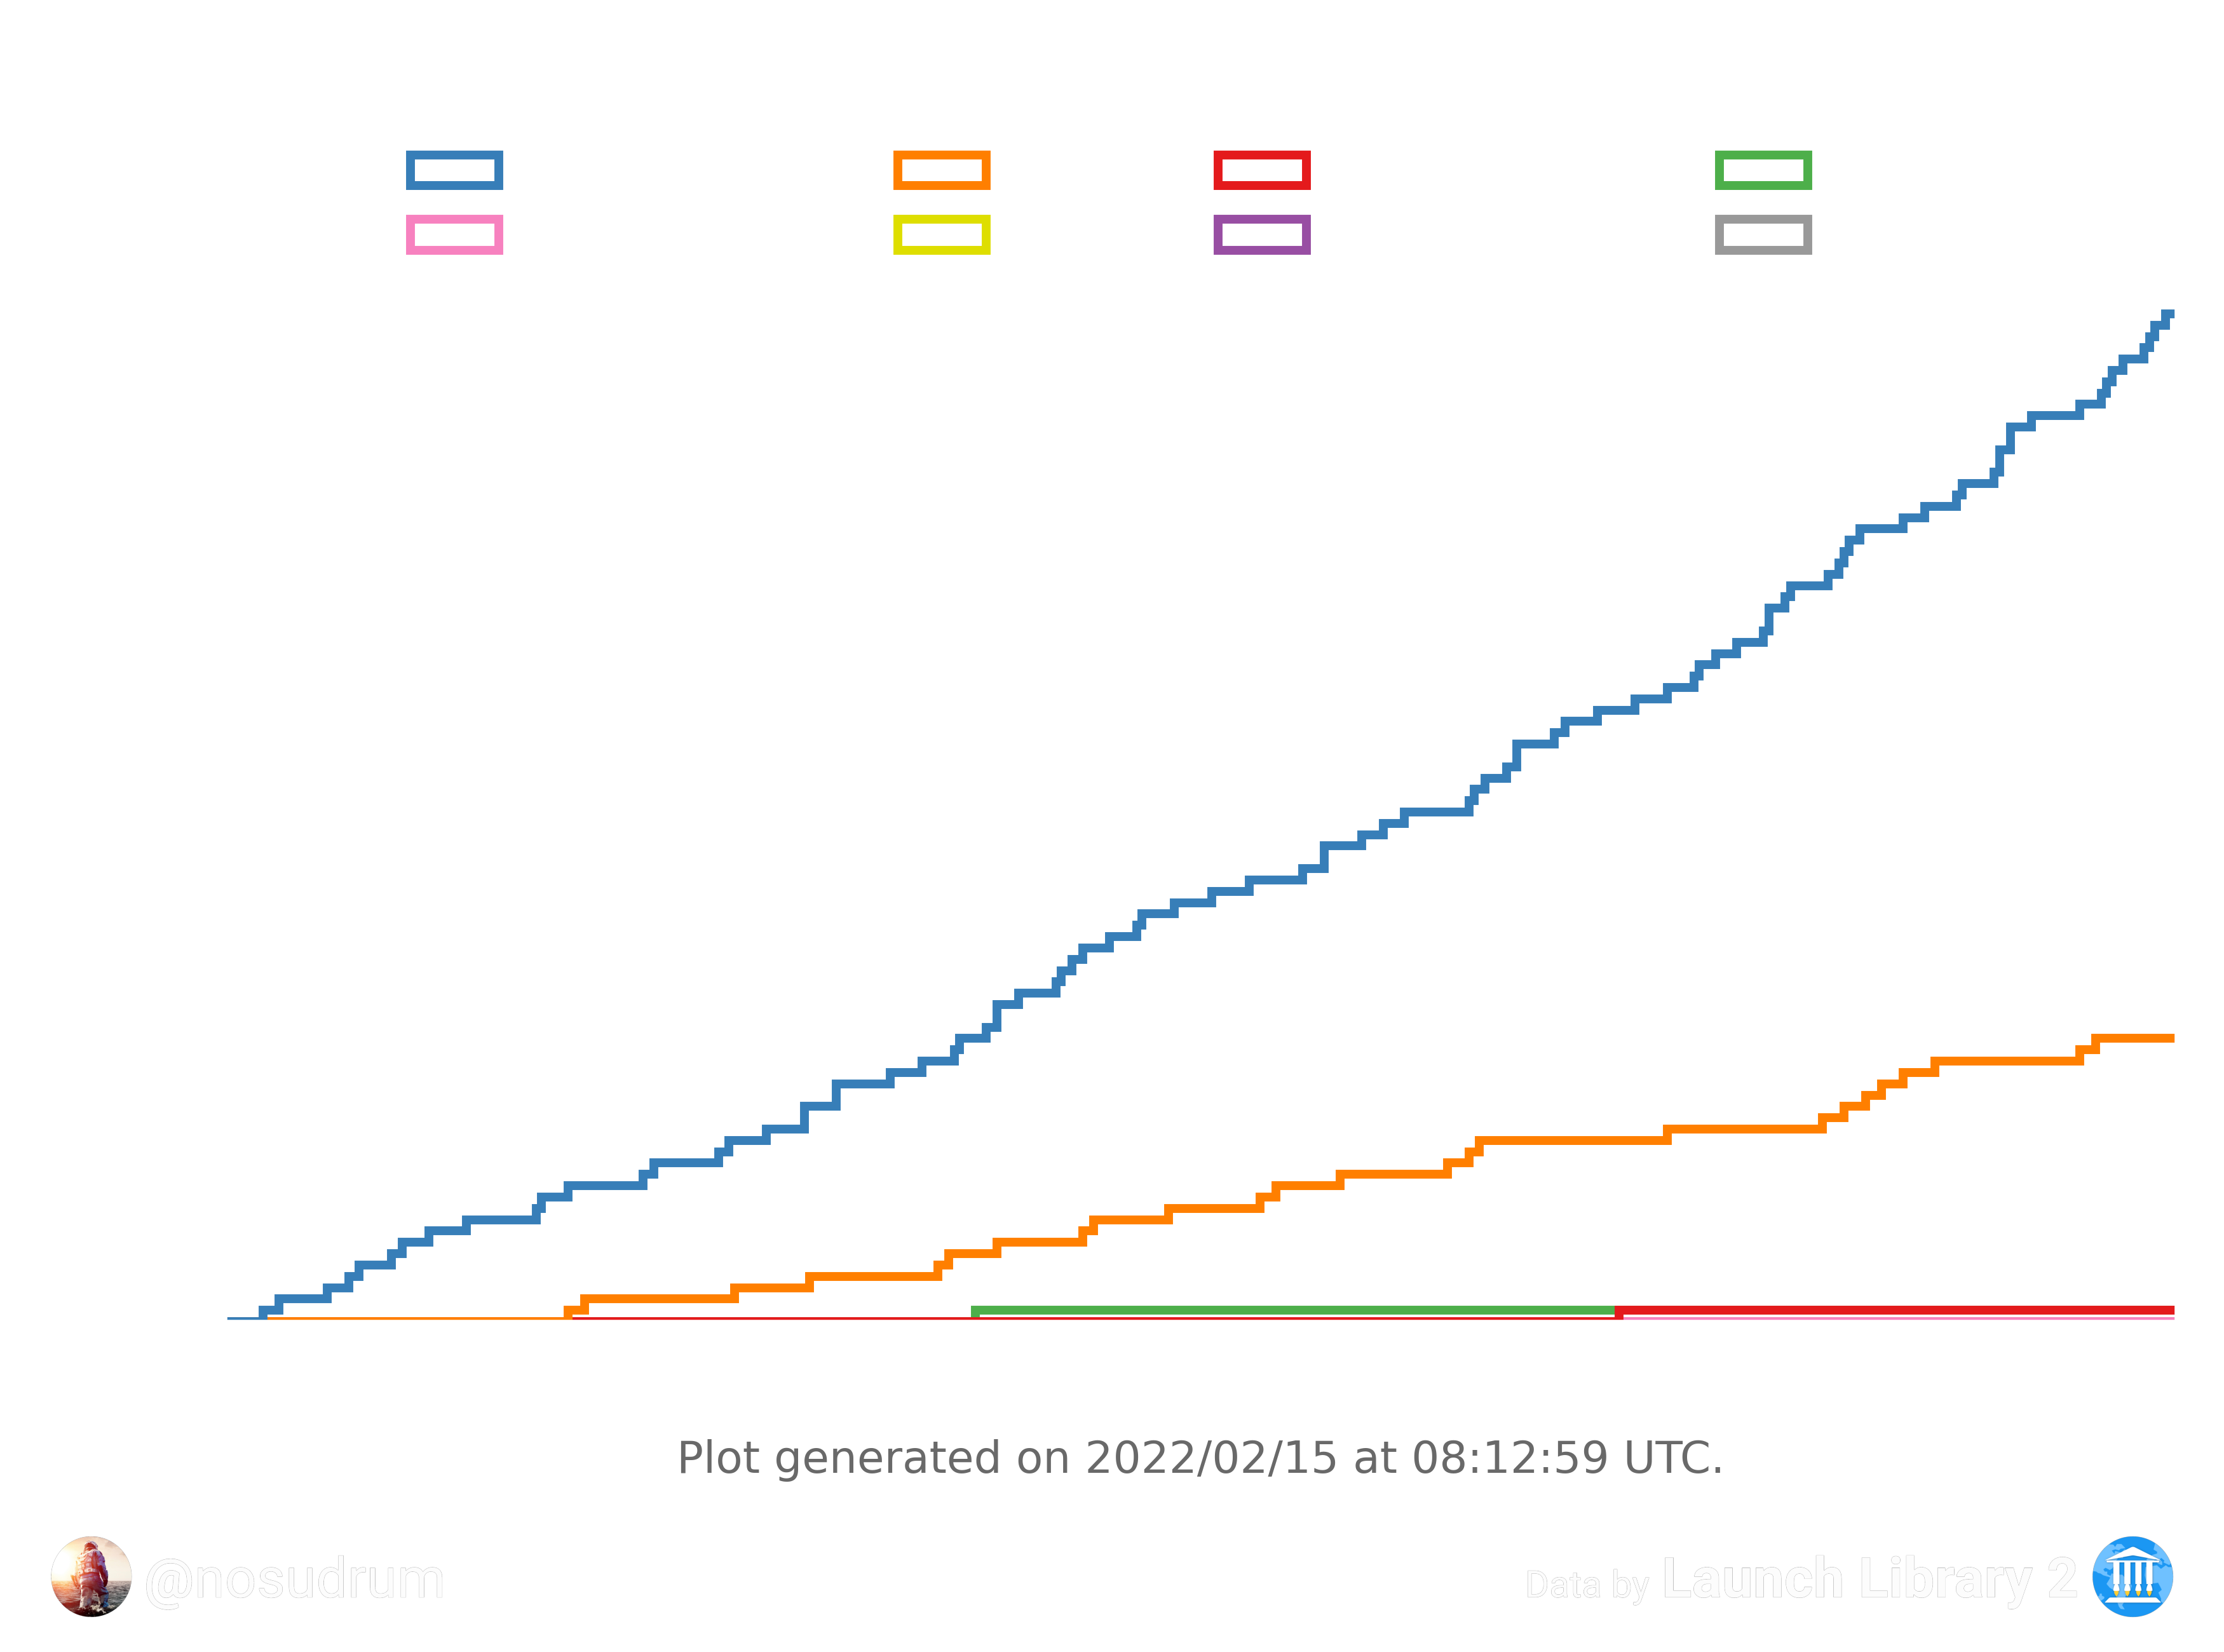 Plot generated on 2022/02/15 at 08:12:59 UTC.
@nosudrum
Data by Launch Library 2